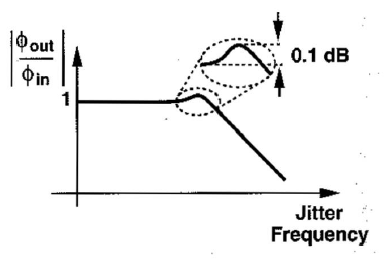 |ϕout/ϕin|
0.1 dB
1
Jitter
Frequency